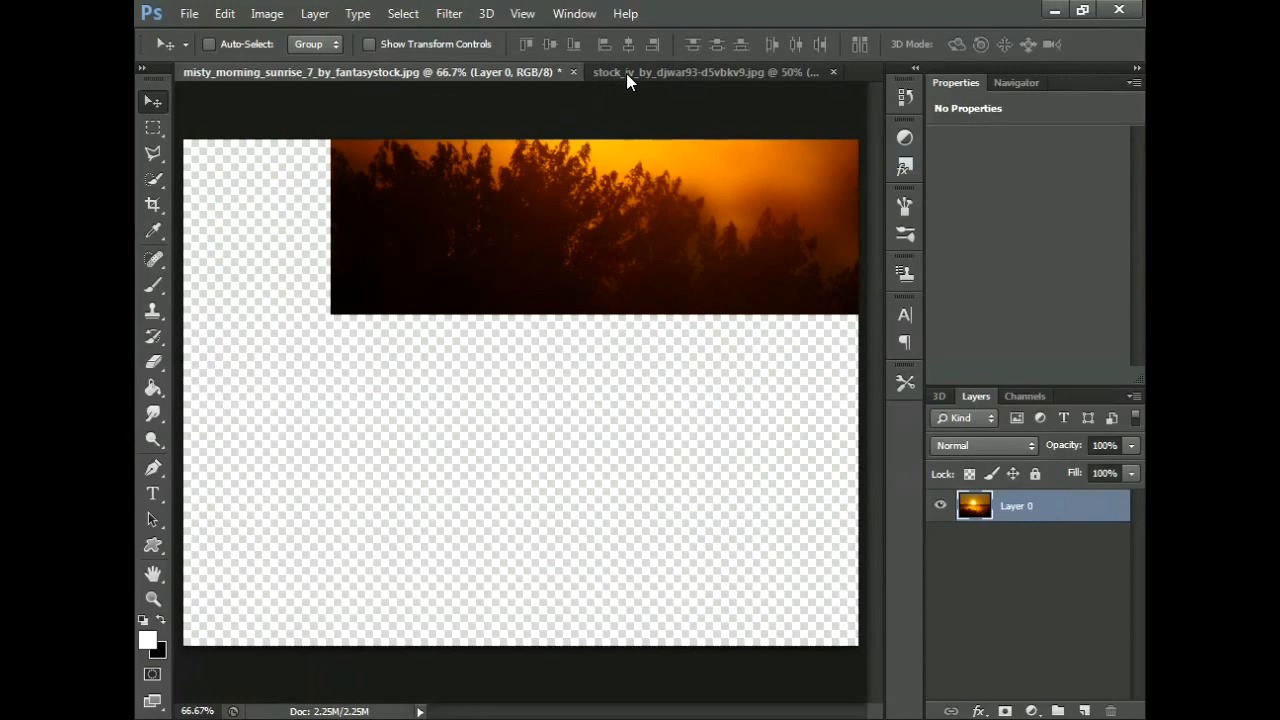 Ps File Edit Image Layer Type Select Filter 3D View Window Help
Auto-Select: Group Show Transform Controls 3D Mode:
misty_morning_sunrise_7_by_fantasystock.jpg @ 66.7% (Layer 0, RGB/8) * × stock_iv_by_djwar93-d5vbkv9.jpg @ 50% (... ×
Properties Navigator
No Properties
3D Layers Channels
Kind
Normal Opacity: 100%
Lock: Fill: 100%
Layer 0
66.67% Doc: 2.25M/2.25M